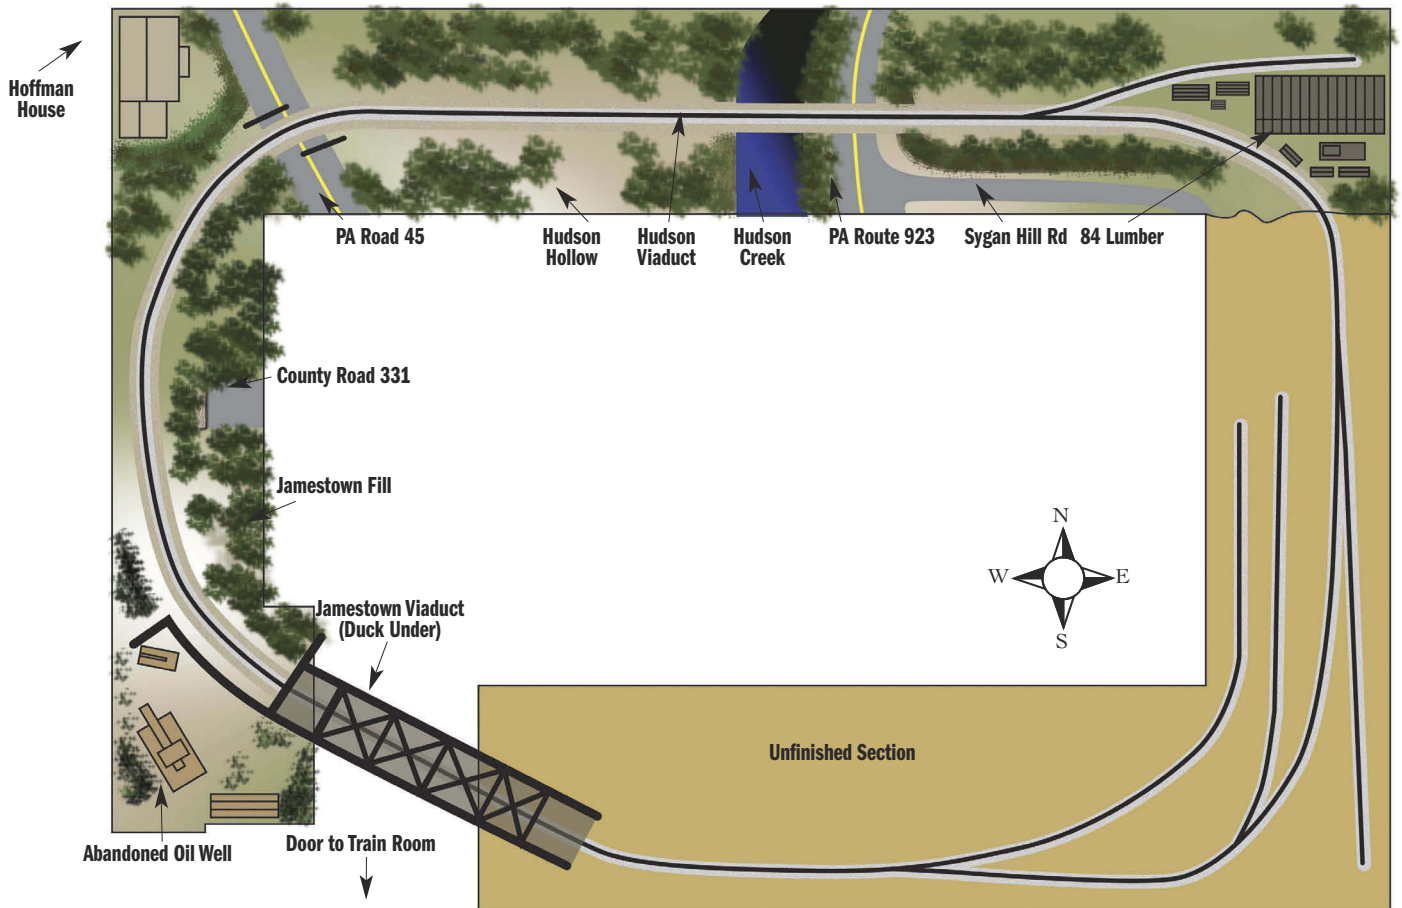 Hoffman
House
PA Road 45
Hudson
Hollow
Hudson
Viaduct
Hudson
Creek
PA Route 923
Sygan Hill Rd
84 Lumber
County Road 331
Jamestown Fill
N
W
E
S
Jamestown Viaduct
(Duck Under)
Unfinished Section
Abandoned Oil Well
Door to Train Room